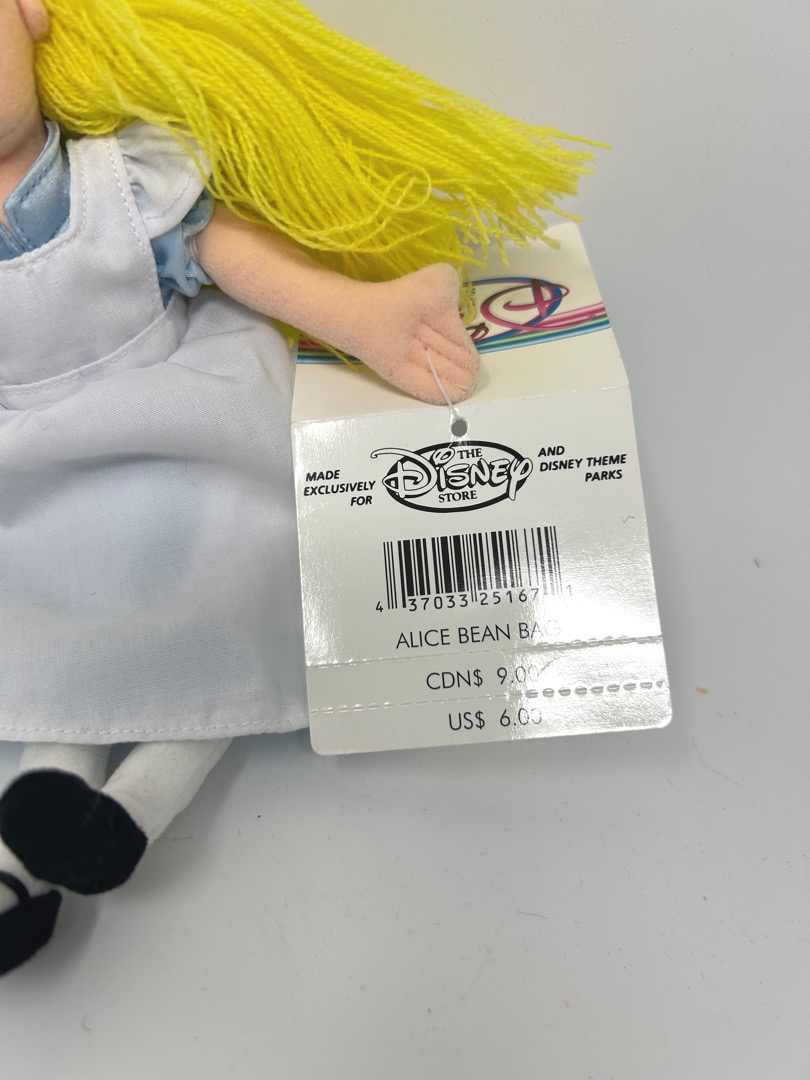 MADE
EXCLUSIVELY
FOR
THE
DISNEY
STORE
AND
DISNEY THEME
PARKS
4 37033 25167 1
ALICE BEAN BAG
CDN$ 9.00
US$ 6.00